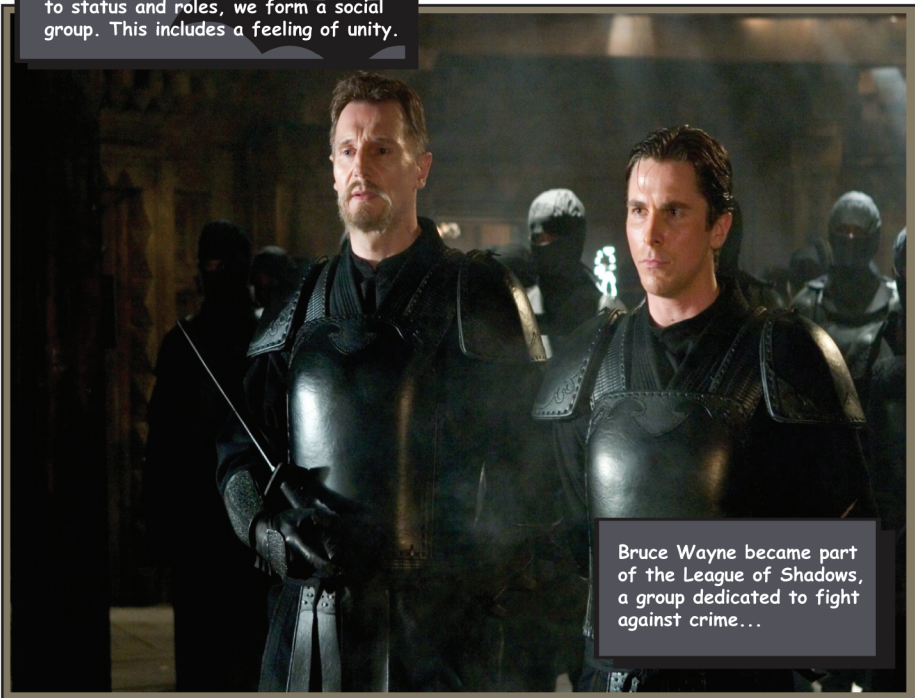 to status and roles, we form a social
group. This includes a feeling of unity.
Bruce Wayne became part
of the League of Shadows,
a group dedicated to fight
against crime...